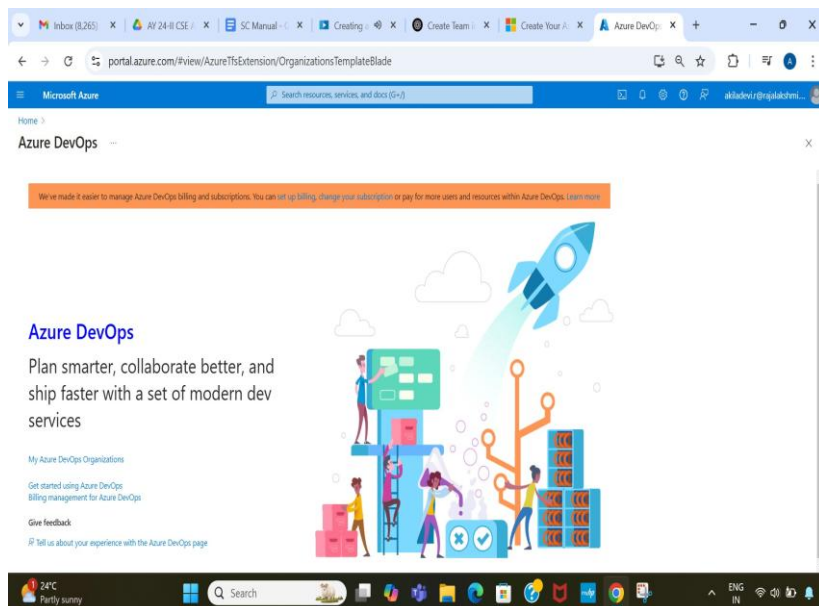 Inbox (8,265)
AY 24-II CSE
SC Manual
Creating
Create Team
Create Your
Azure DevOp
portal.azure.com/#view/AzureTfsExtension/OrganizationsTemplateBlade
Microsoft Azure
Search resources, services, and docs (G+/)
akiladevi.r@rajalakshmi...
Home >
Azure DevOps ...
We've made it easier to manage Azure DevOps billing and subscriptions. You can set up billing, change your subscription or pay for more users and resources within Azure DevOps. Learn more
Azure DevOps
Plan smarter, collaborate better, and
ship faster with a set of modern dev
services
My Azure DevOps Organizations
Get started using Azure DevOps
Billing management for Azure DevOps
Give feedback
Tell us about your experience with the Azure DevOps page
24°C
Partly sunny
Search
ENG
IN